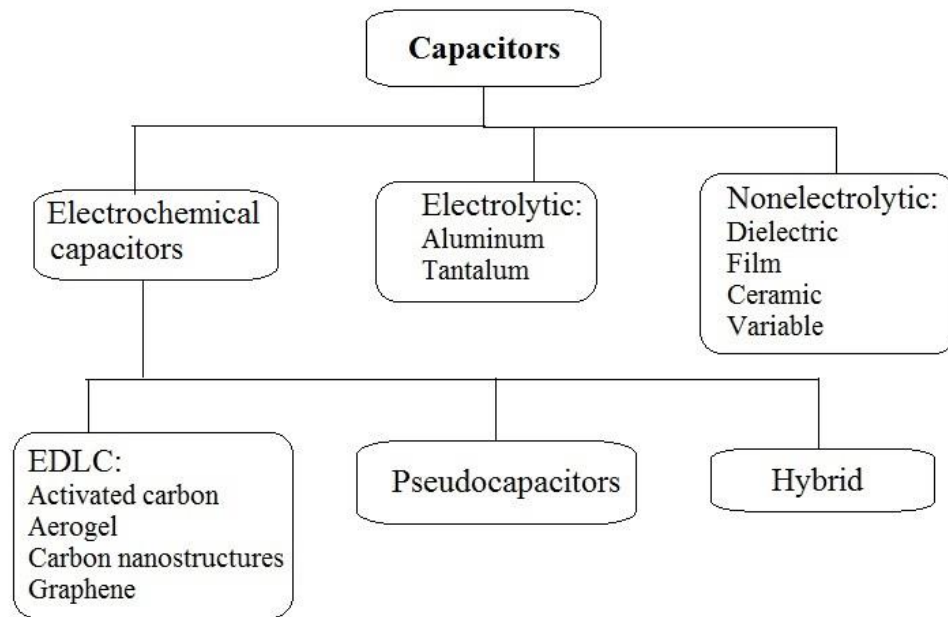 Capacitors
Electrochemical
capacitors
Electrolytic:
Aluminum
Tantalum
Nonelectrolytic:
Dielectric
Film
Ceramic
Variable
EDLC:
Activated carbon
Aerogel
Carbon nanostructures
Graphene
Pseudocapacitors
Hybrid